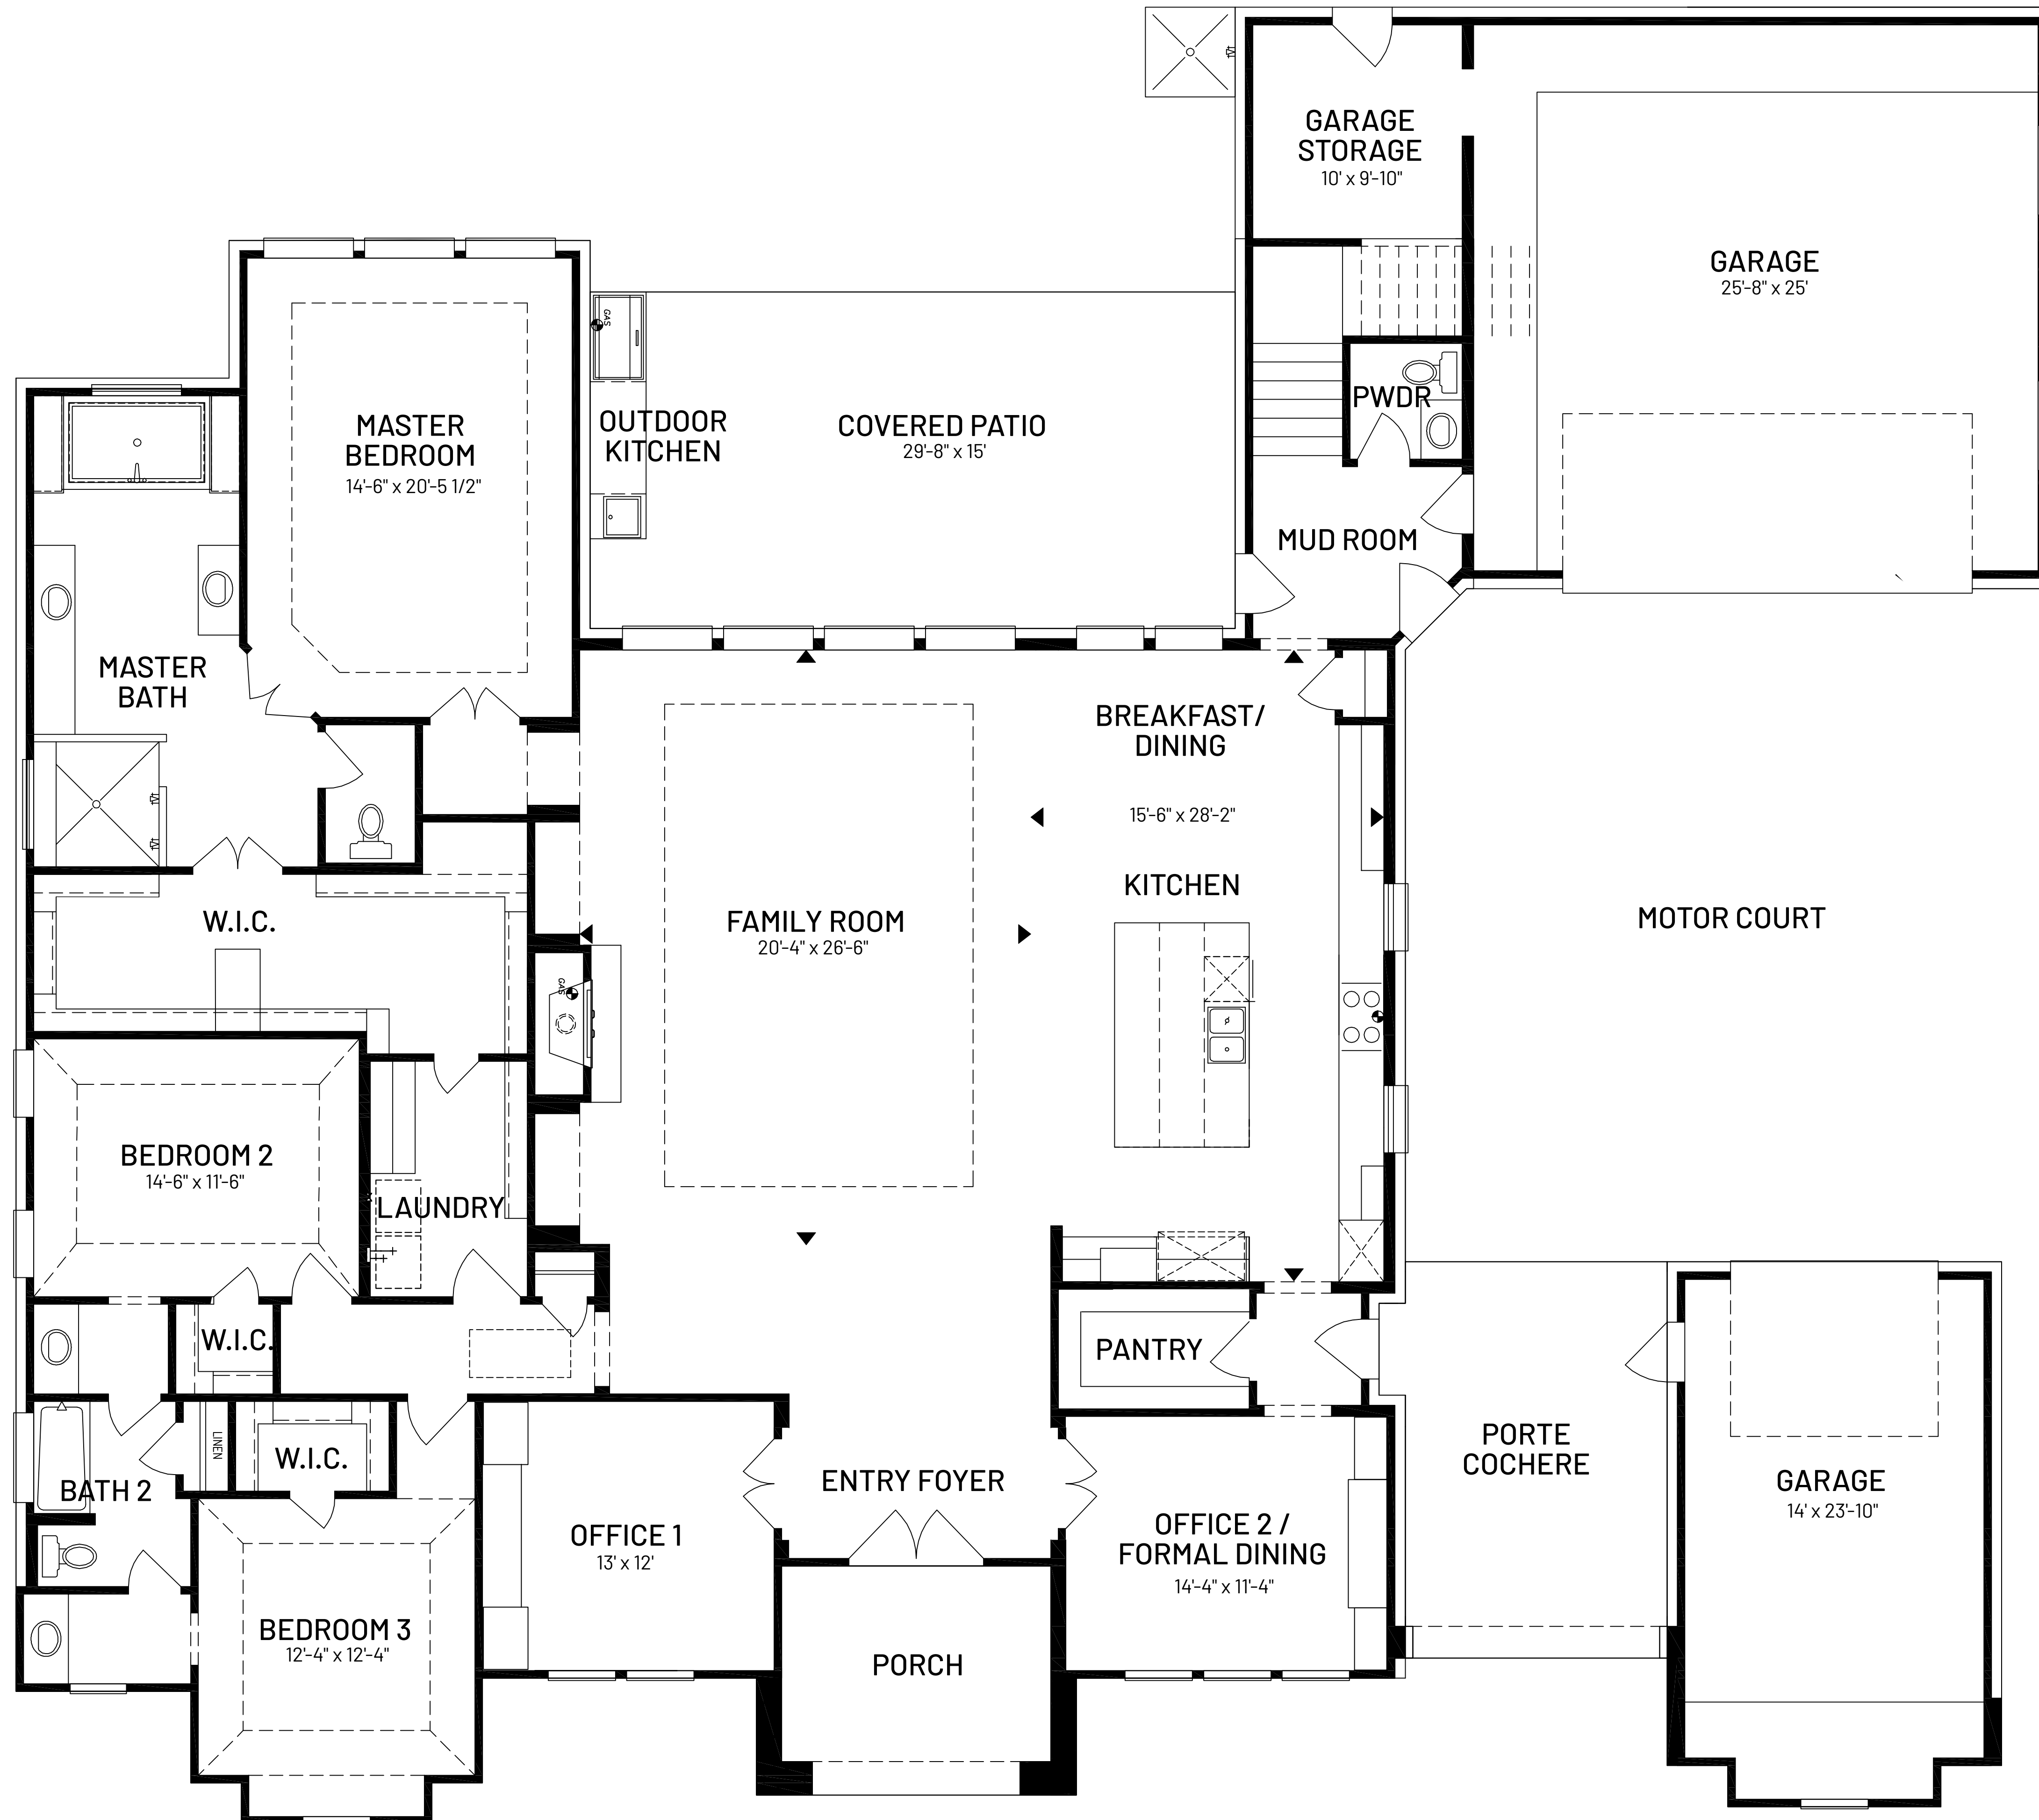 GARAGE
STORAGE
10' x 9'-10"
GARAGE
25'-8" x 25'
GAS
MASTER
BEDROOM
14'-6" x 20'-5 1/2"
OUTDOOR
KITCHEN
COVERED PATIO
29'-8" x 15'
PWDR
MUD ROOM
MASTER
BATH
BREAKFAST/
DINING
15'-6" x 28'-2"
KITCHEN
W.I.C.
FAMILY ROOM
20'-4" x 26'-6"
MOTOR COURT
GAS
BEDROOM 2
14'-6" x 11'-6"
LAUNDRY
W.I.C.
PANTRY
LINEN
W.I.C.
BATH 2
ENTRY FOYER
PORTE
COCHERE
GARAGE
14' x 23'-10"
OFFICE 1
13' x 12'
OFFICE 2 /
FORMAL DINING
14'-4" x 11'-4"
BEDROOM 3
12'-4" x 12'-4"
PORCH